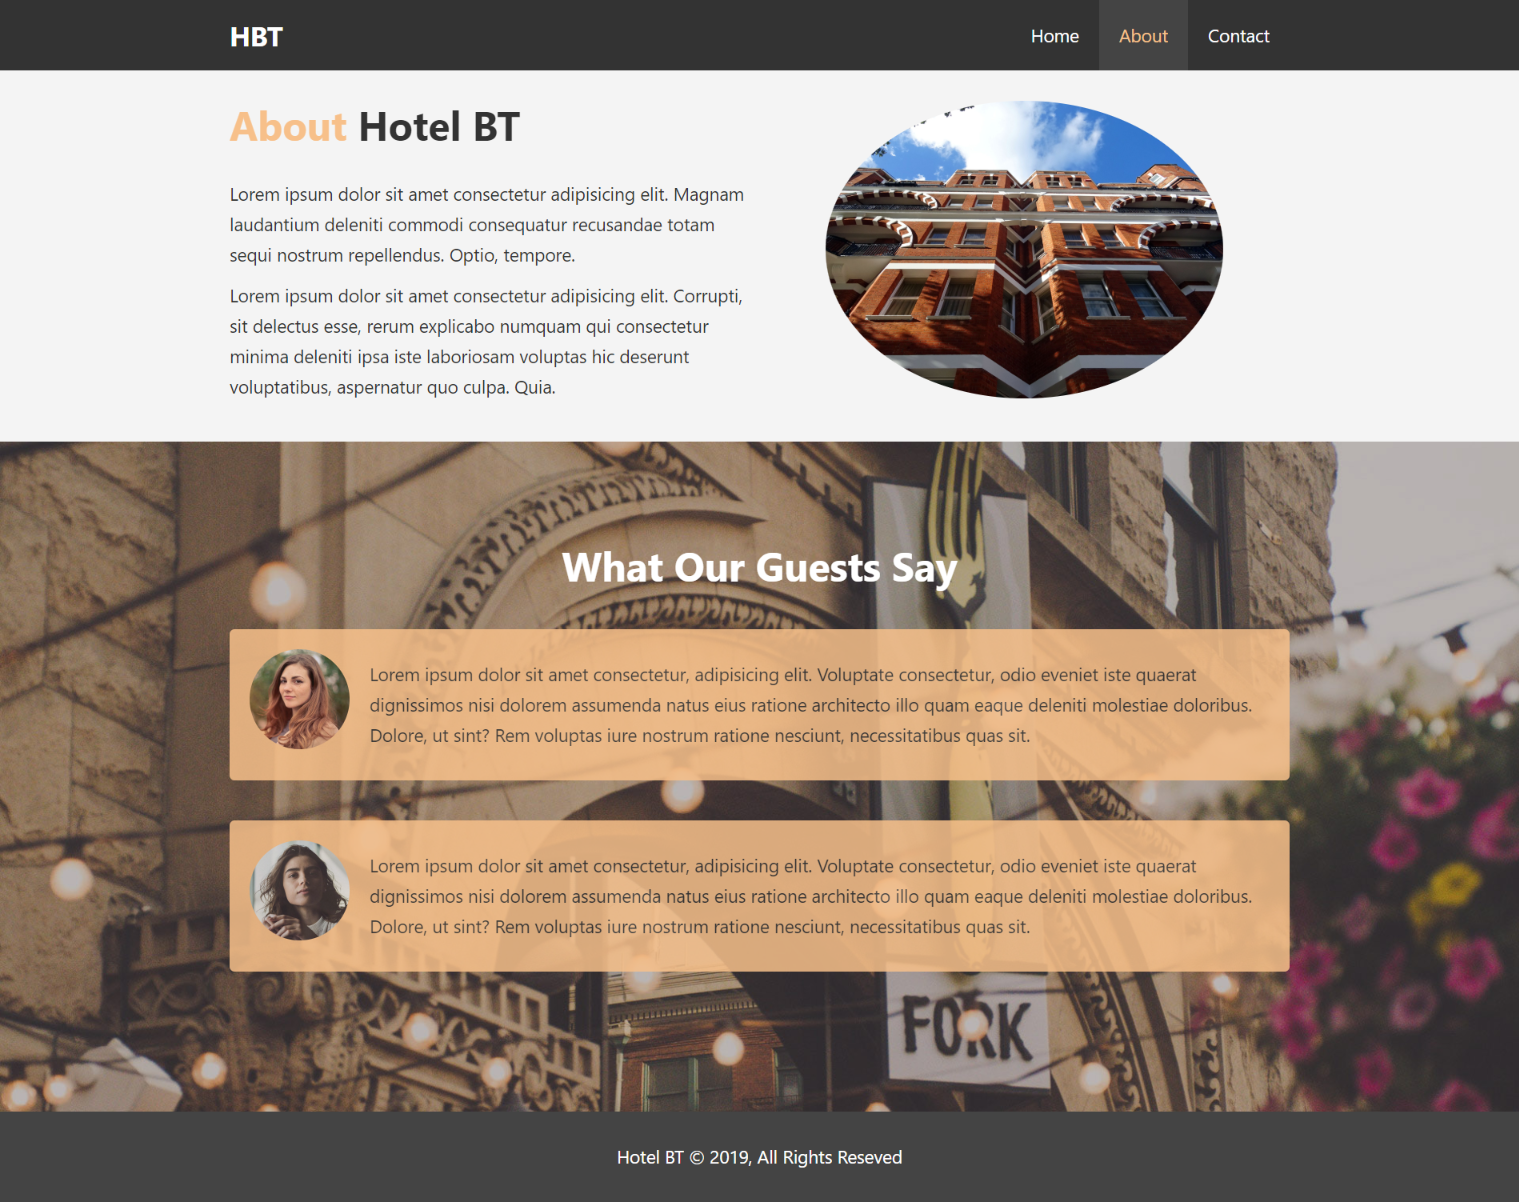 HBT
Home
About
Contact
About Hotel BT
Lorem ipsum dolor sit amet consectetur adipisicing elit. Magnam
laudantium deleniti commodi consequatur recusandae totam
sequi nostrum repellendus. Optio, tempore.
Lorem ipsum dolor sit amet consectetur adipisicing elit. Corrupti,
sit delectus esse, rerum explicabo numquam qui consectetur
minima deleniti ipsa iste laboriosam voluptas hic deserunt
voluptatibus, aspernatur quo culpa. Quia.
What Our Guests Say
Lorem ipsum dolor sit amet consectetur, adipisicing elit. Voluptate consectetur, odio eveniet iste quaerat
dignissimos nisi dolorem assumenda natus eius ratione architecto illo quam eaque deleniti molestiae doloribus.
Dolore, ut sint? Rem voluptas iure nostrum ratione nesciunt, necessitatibus quas sit.
Lorem ipsum dolor sit amet consectetur, adipisicing elit. Voluptate consectetur, odio eveniet iste quaerat
dignissimos nisi dolorem assumenda natus eius ratione architecto illo quam eaque deleniti molestiae doloribus.
Dolore, ut sint? Rem voluptas iure nostrum ratione nesciunt, necessitatibus quas sit.
FORK
Hotel BT © 2019, All Rights Reseved